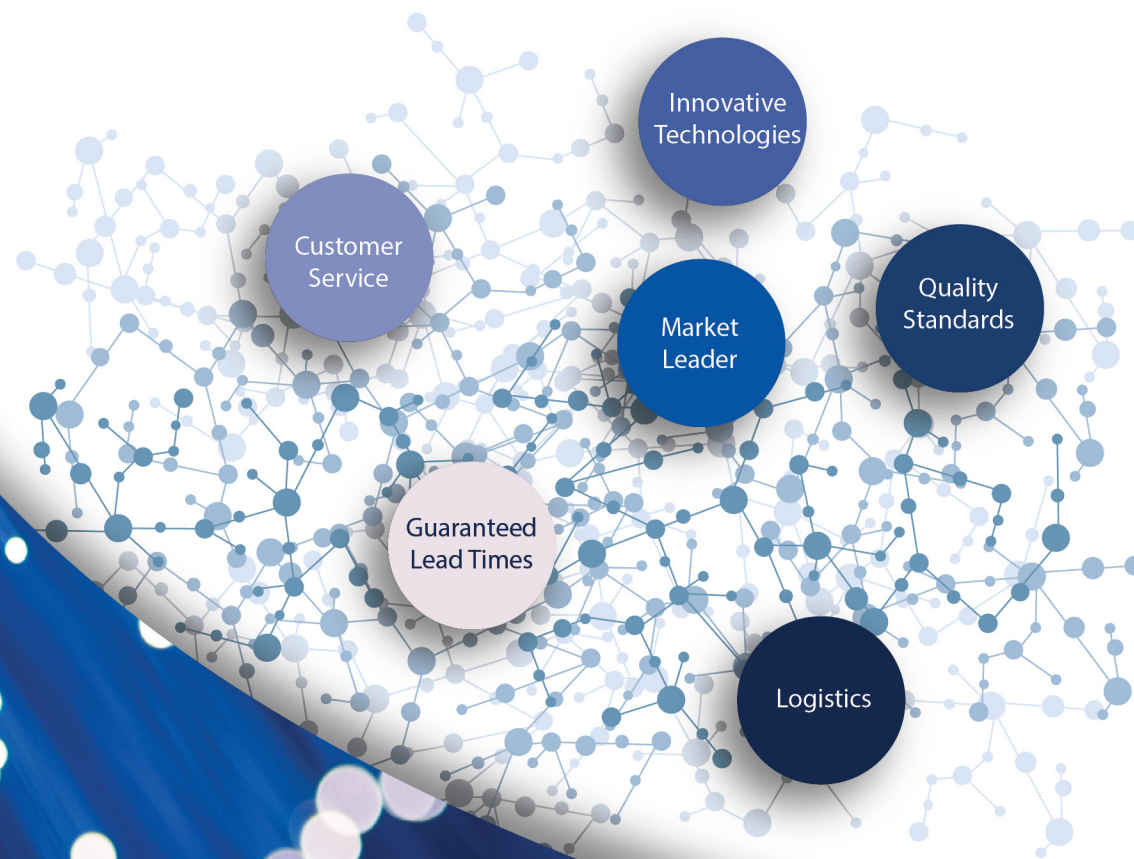 Innovative
Technologies
Customer
Service
Quality
Standards
Market
Leader
Guaranteed
Lead Times
Logistics